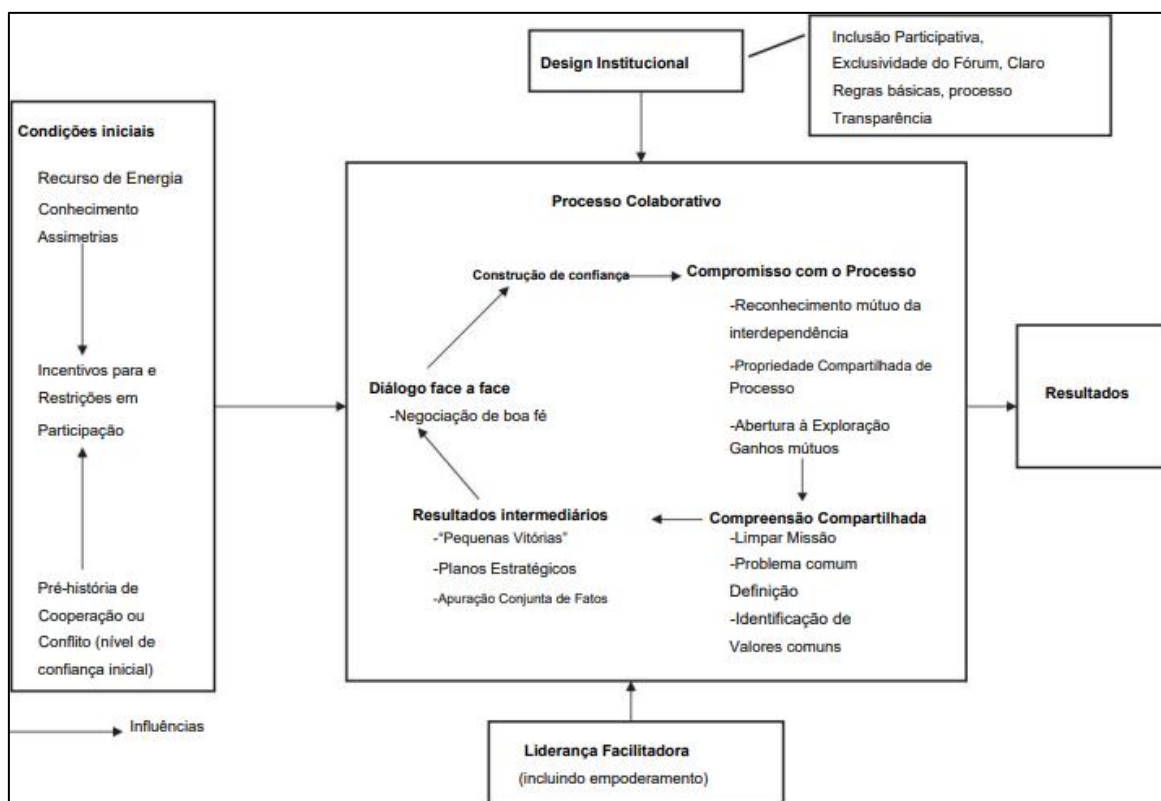 Design Institucional
Inclusão Participativa,
Exclusividade do Fórum, Claro
Regras básicas, processo
Transparência
Condições iniciais
Recurso de Energia
Conhecimento
Assimetrias
Incentivos para e
Restrições em
Participação
Pré-história de
Cooperação ou
Conflito (nível de
confiança inicial)
Influências
Processo Colaborativo
Construção de confiança
Compromisso com o Processo
-Reconhecimento mútuo da
interdependência
-Propriedade Compartilhada de
Processo
-Abertura à Exploração
Ganhos mútuos
Diálogo face a face
-Negociação de boa fé
Resultados intermediários
-“Pequenas Vitórias”
-Planos Estratégicos
-Apuração Conjunta de Fatos
Compreensão Compartilhada
-Limpar Missão
-Problema comum
Definição
-Identificação de
Valores comuns
Resultados
Liderança Facilitadora
(incluindo empoderamento)